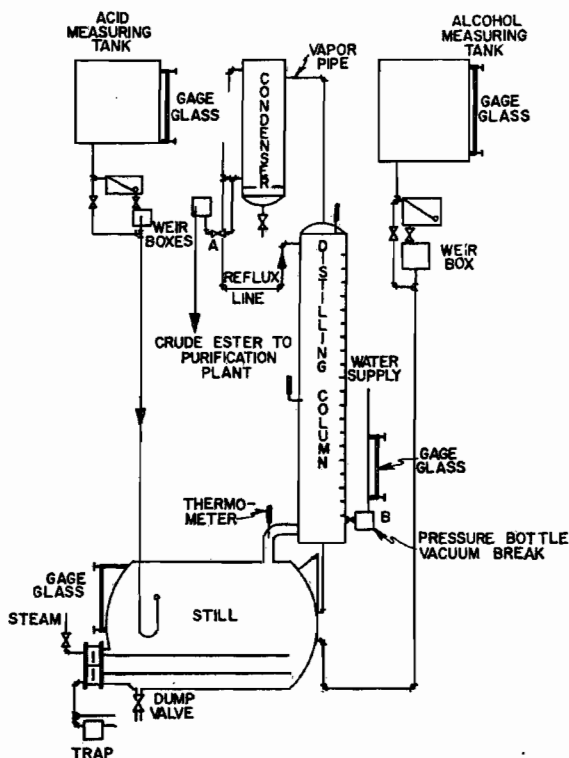 ACID
MEASURING
TANK
GAGE
GLASS
CONDENSER
VAPOR
PIPE
ALCOHOL
MEASURING
TANK
GAGE
GLASS
WEIR
BOXES
A
REFLUX
LINE
WEIR
BOX
DISTILLING COLUMN
CRUDE ESTER TO
PURIFICATION
PLANT
WATER
SUPPLY
GAGE
GLASS
B
PRESSURE BOTTLE
VACUUM BREAK
THERMO-
METER
GAGE
GLASS
STEAM
STILL
DUMP
VALVE
TRAP